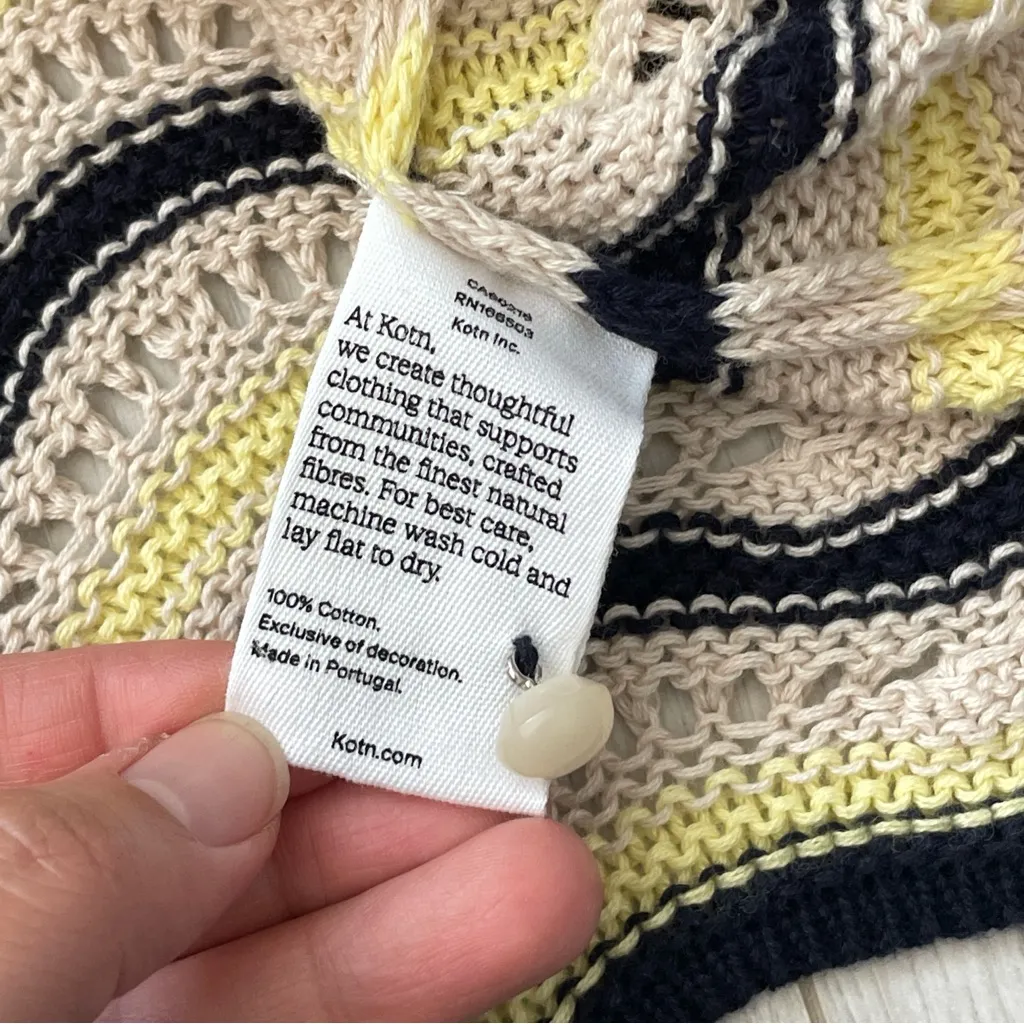 Kotn Inc.
At Kotn,
we create thoughtful
clothing that supports
communities, crafted
from the finest natural
fibres. For best care,
machine wash cold and
lay flat to dry.
100% Cotton.
Exclusive of decoration.
Made in Portugal.
Kotn.com